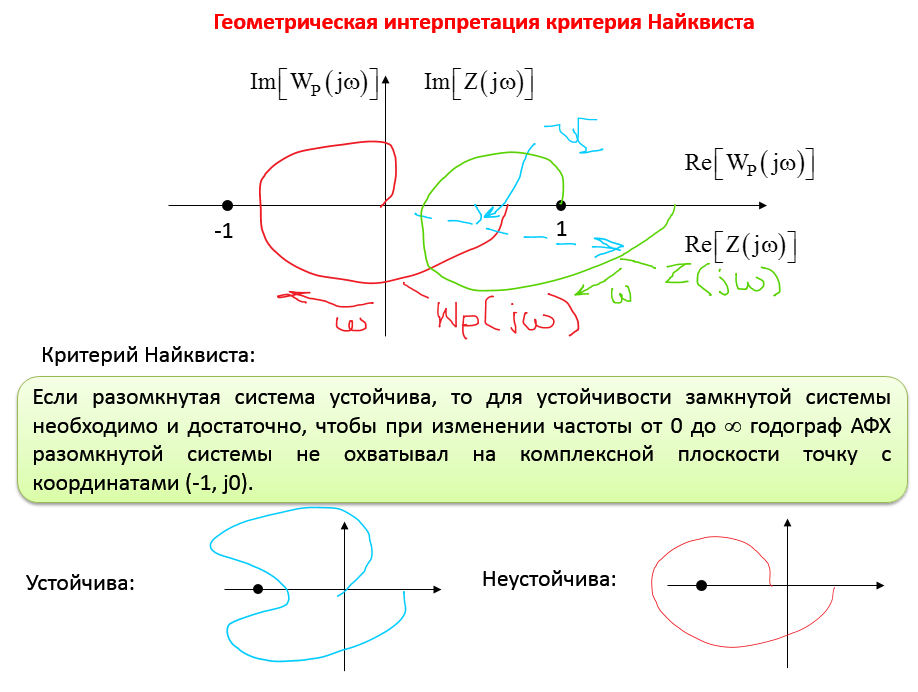 Геометрическая интерпретация критерия Найквиста
Im[W_P(jω)]
Im[Z(jω)]
Re[W_P(jω)]
-1
1
Re[Z(jω)]
Z(jω)
ω
ω
Wp(jω)
Критерий Найквиста:
Если разомкнутая система устойчива, то для устойчивости замкнутой системы
необходимо и достаточно, чтобы при изменении частоты от 0 до ∞ годограф АФХ
разомкнутой системы не охватывал на комплексной плоскости точку с
координатами (-1, j0).
Устойчива:
Неустойчива: